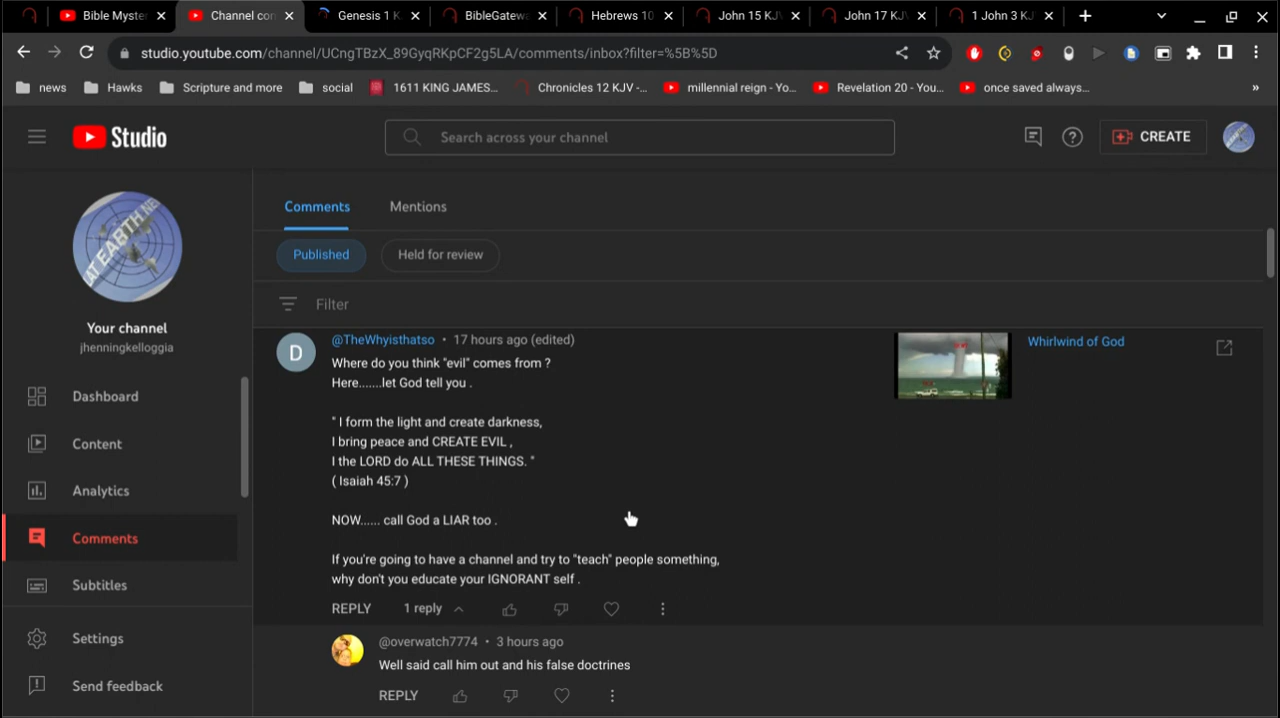 Bible Myster
Channel con
Genesis 1 K
BibleGatew
Hebrews 10
John 15 KJV
John 17 KJV
1 John 3 KJ
studio.youtube.com/channel/UCngTBzX_89GyqRKpCF2g5LA/comments/inbox?filter=%5B%5D
news
Hawks
Scripture and more
social
1611 KING JAMES...
Chronicles 12 KJV -...
millennial reign - Yo...
Revelation 20 - You...
once saved always...
»
Studio
Search across your channel
CREATE
LAT EARTH NE
Your channel
jhenningkelloggia
Dashboard
Content
Analytics
Comments
Subtitles
Settings
Send feedback
Comments
Mentions
Published
Held for review
Filter
D
@TheWhyisthatso • 17 hours ago (edited)
Where do you think "evil" comes from ?
Here.......let God tell you .
" I form the light and create darkness,
I bring peace and CREATE EVIL ,
I the LORD do ALL THESE THINGS. "
( Isaiah 45:7 )
NOW...... call God a LIAR too .
If you're going to have a channel and try to "teach" people something,
why don't you educate your IGNORANT self .
REPLY
1 reply
Whirlwind of God
@overwatch7774 • 3 hours ago
Well said call him out and his false doctrines
REPLY